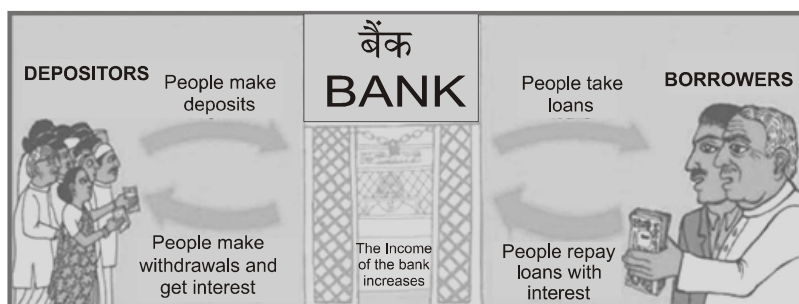 बैंक
BANK
DEPOSITORS
People make
deposits
People make
withdrawals and
get interest
The Income
of the bank
increases
People take
loans
BORROWERS
People repay
loans with
interest